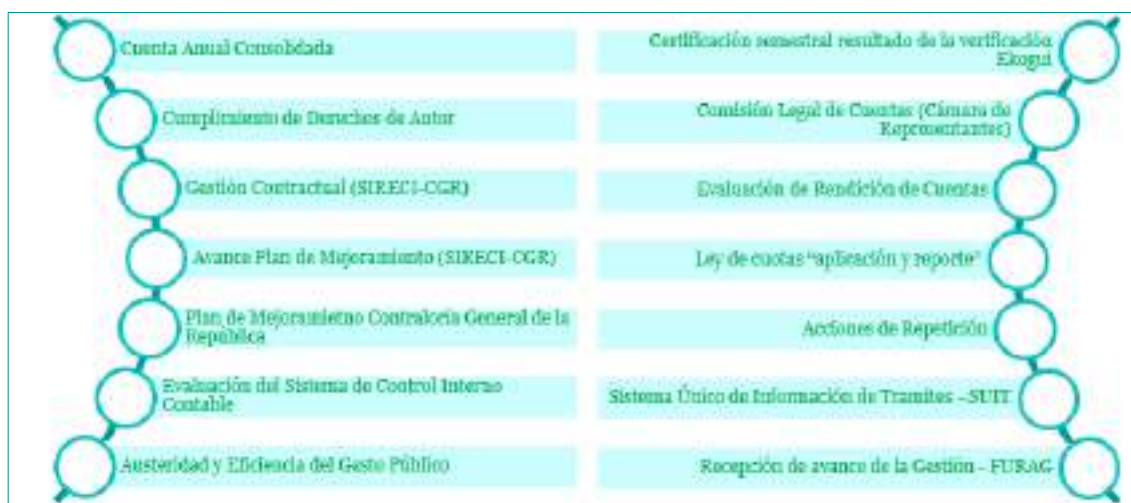 Cuenta Anual Consolidada
Cumplimiento de Derechos de Autor
Gestión Contractual (SIRECI-CGR)
Avance Plan de Mejoramiento (SIRECI-CGR)
Plan de Mejoramietno Contraloría General de la
República
Evaluación del Sistema de Control Interno
Contable
Austeridad y Eficiencia del Gasto Público
Certificación semestral resultado de la verificación
Ekogui
Comisión Legal de Cuentas (Cámara de
Representantes)
Evaluación de Rendición de Cuentas
Ley de cuotas "aplicación y reporte"
Acciones de Repetición
Sistema Único de Información de Tramites –SUIT
Recepción de avance de la Gestión - FURAG